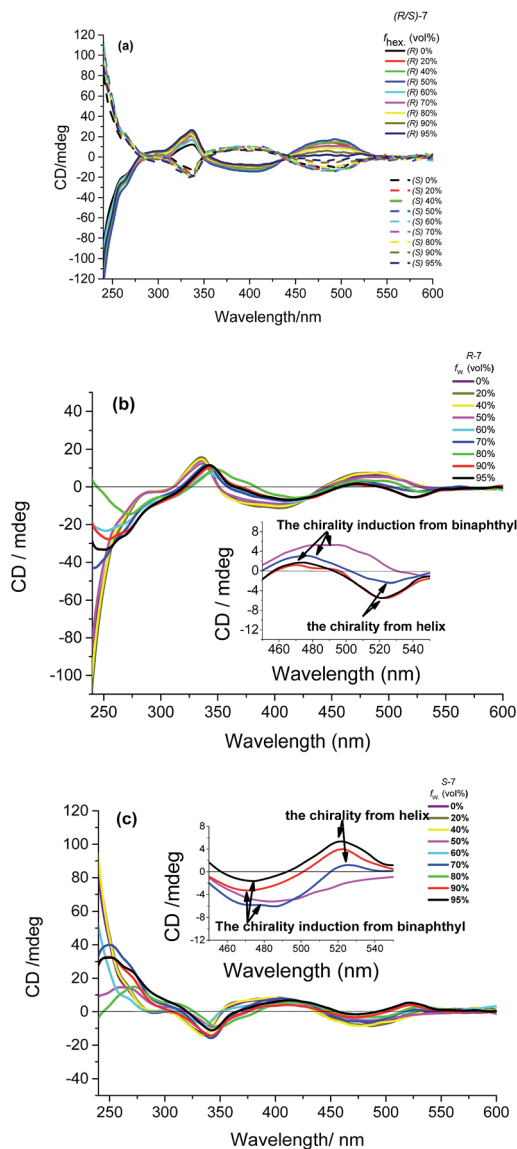 (R/S)-7
(a)
fhex. (vol%)
(R) 0%
(R) 20%
(R) 40%
(R) 50%
(R) 60%
(R) 70%
(R) 80%
(R) 90%
(R) 95%
(S) 0%
(S) 20%
(S) 40%
(S) 50%
(S) 60%
(S) 70%
(S) 80%
(S) 90%
(S) 95%
CD/mdeg
120
100
80
60
40
20
0
-20
-40
-60
-80
-100
-120
250 300 350 400 450 500 550 600
Wavelength/nm
(b)
R-7
fw. (vol%)
0%
20%
40%
50%
60%
70%
80%
90%
95%
CD / mdeg
40
20
0
-20
-40
-60
-80
-100
The chirality induction from binaphthyl
the chirality from helix
CD / mdeg
8
4
0
-4
-8
-12
460 480 500 520 540
Wavelength (nm)
250 300 350 400 450 500 550 600
Wavelength (nm)
(c)
S-7
fw. (vol%)
0%
20%
40%
50%
60%
70%
80%
90%
95%
CD /mdeg
120
100
80
60
40
20
0
-20
-40
the chirality from helix
The chirality induction from binaphthyl
CD /mdeg
8
4
0
-4
-8
-12
460 480 500 520 540
Wavelength (nm)
250 300 350 400 450 500 550 600
Wavelength/ nm